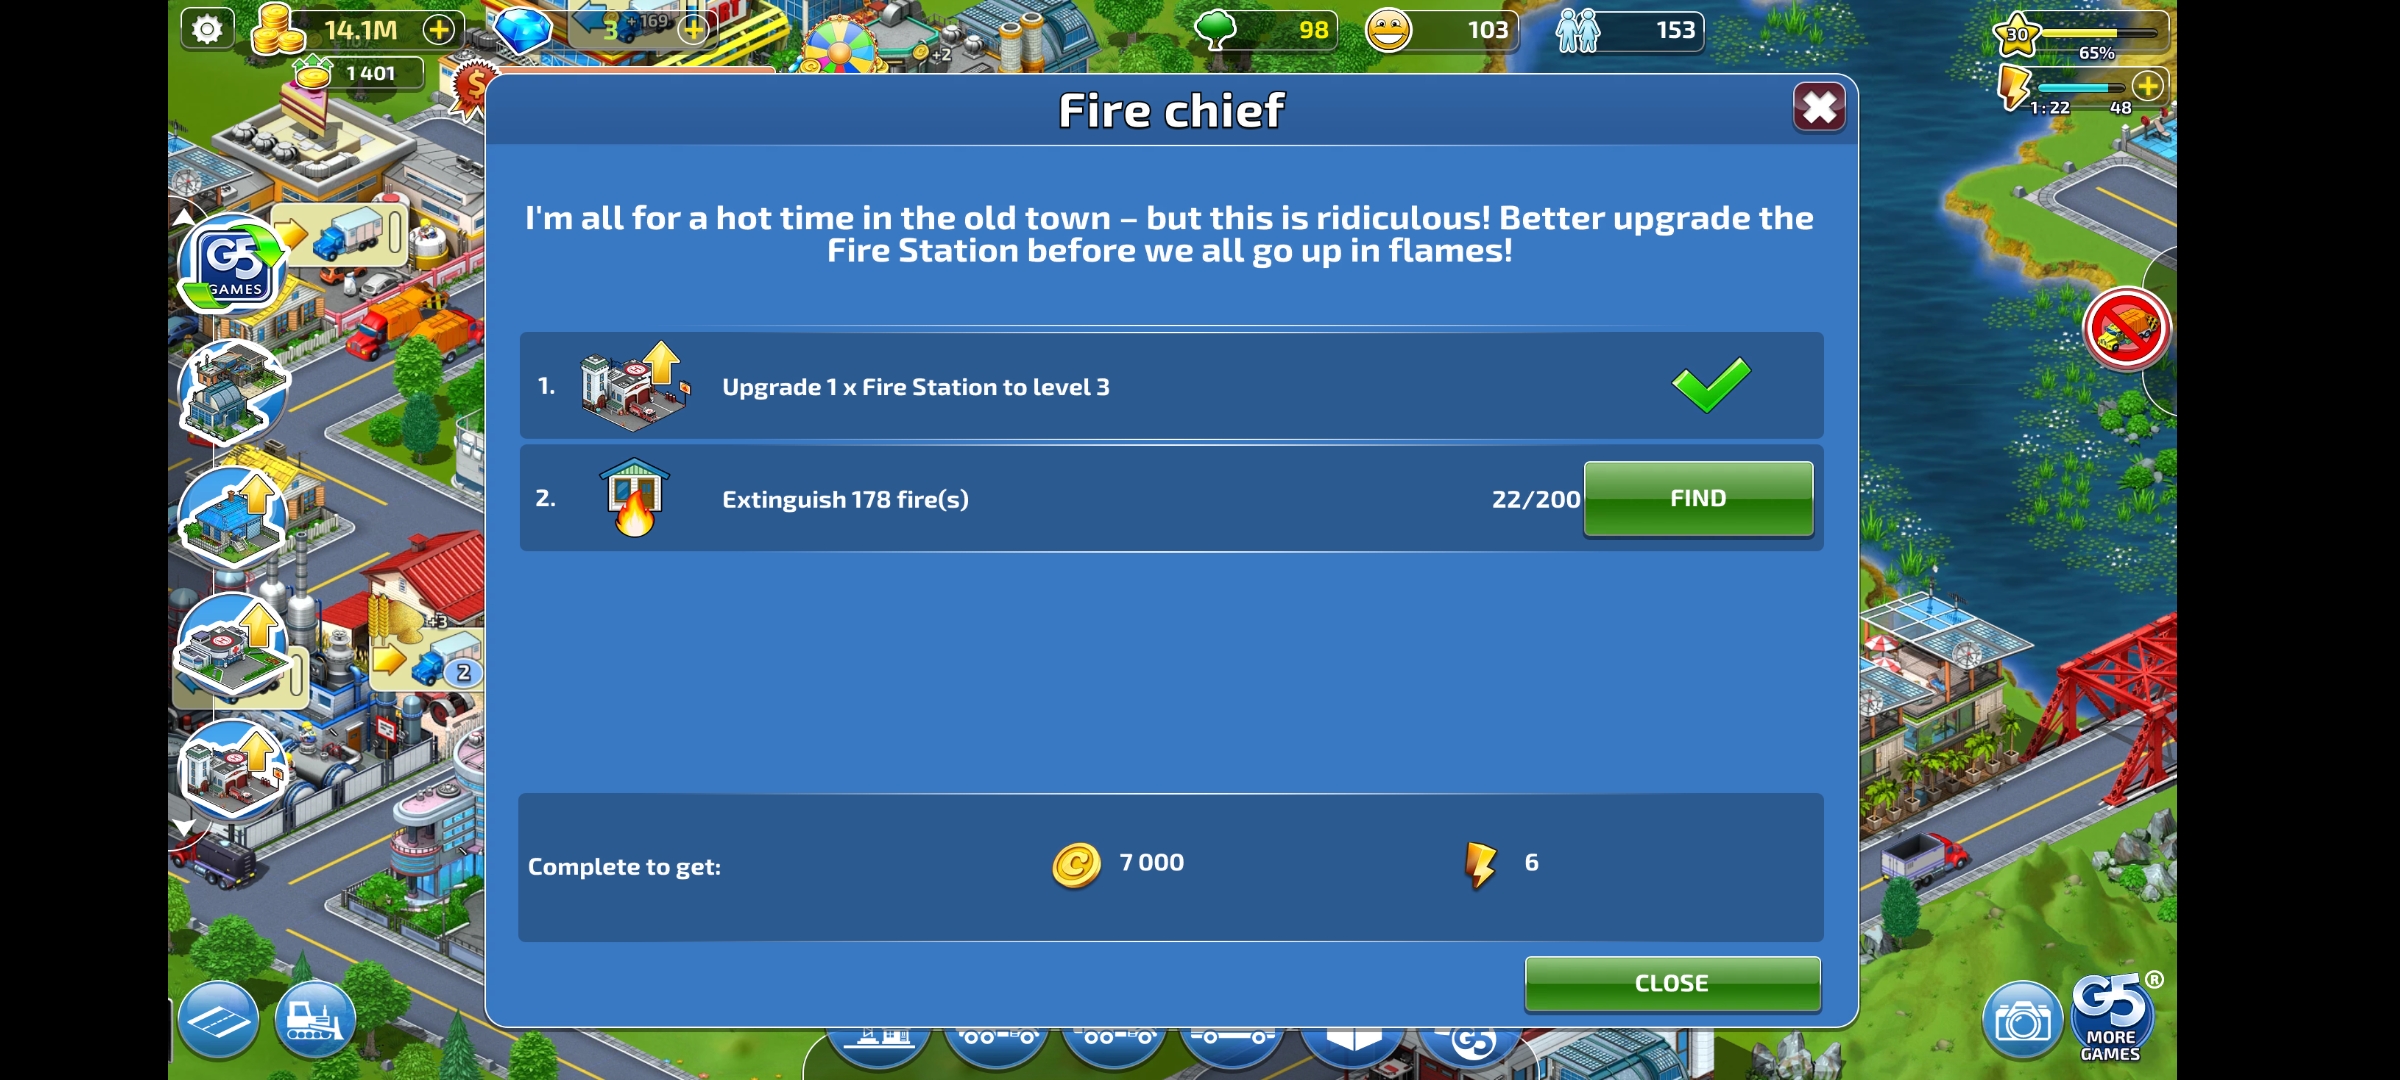 14.1M
3
+169
98
103
153
30
65%
1 401
+2
1:22
48
Fire chief
I'm all for a hot time in the old town – but this is ridiculous! Better upgrade the
Fire Station before we all go up in flames!
G5
GAMES
1.
Upgrade 1 x Fire Station to level 3
2.
Extinguish 178 fire(s)
22/200
FIND
+3
2
Complete to get:
7 000
6
CLOSE
G5
G5®
MORE
GAMES